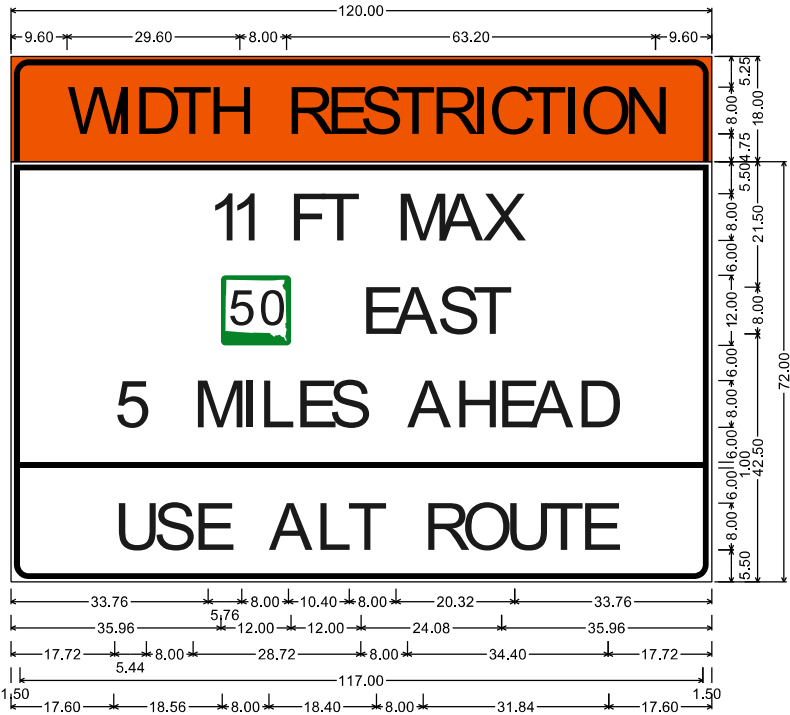 120.00
9.60 29.60 8.00 63.20 9.60
WIDTH RESTRICTION
5.25 8.00 4.75 18.00
11 FT MAX
50 EAST
5 MILES AHEAD
USE ALT ROUTE
5.50 8.00 6.00 12.00 6.00 8.00 6.00 1.00 6.00 8.00 5.50
21.50 8.00 42.50
72.00
33.76 5.76 8.00 10.40 8.00 20.32 33.76
35.96 12.00 12.00 24.08 35.96
17.72 5.44 8.00 28.72 8.00 34.40 17.72
1.50 117.00 1.50
17.60 18.56 8.00 18.40 8.00 31.84 17.60